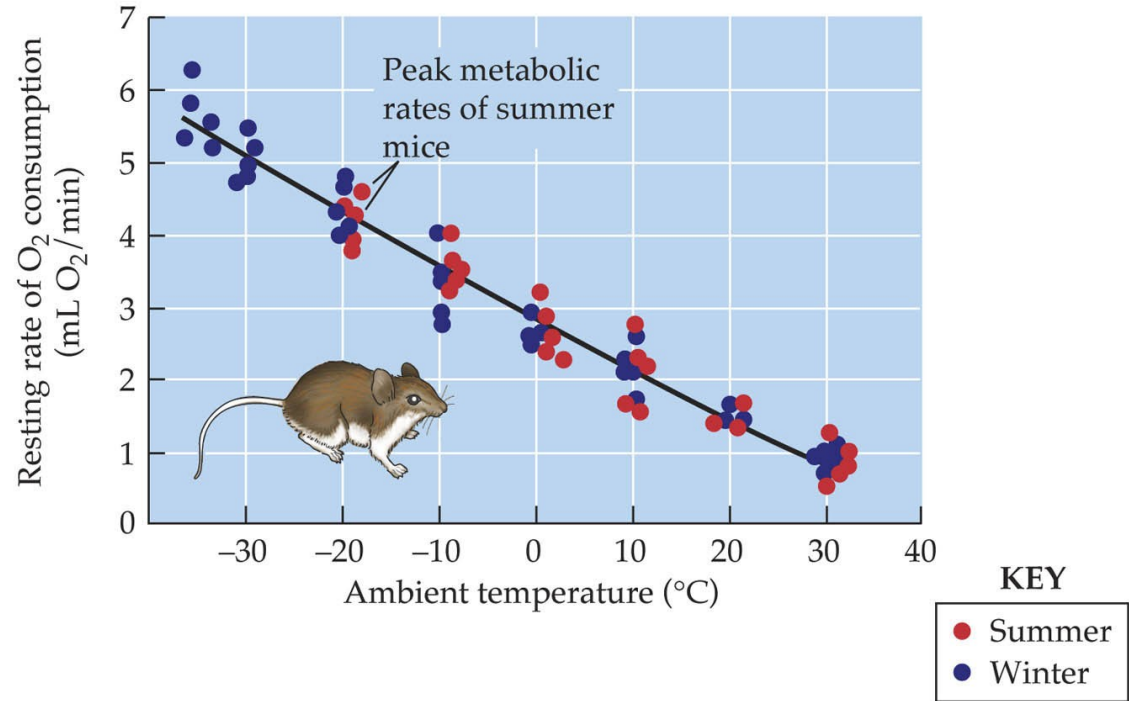 Resting rate of O₂ consumption
(mL O₂/min)
7
6
5
4
3
2
1
0
Peak metabolic
rates of summer
mice
–30 –20 –10 0 10 20 30 40
Ambient temperature (°C)
KEY
Summer
Winter